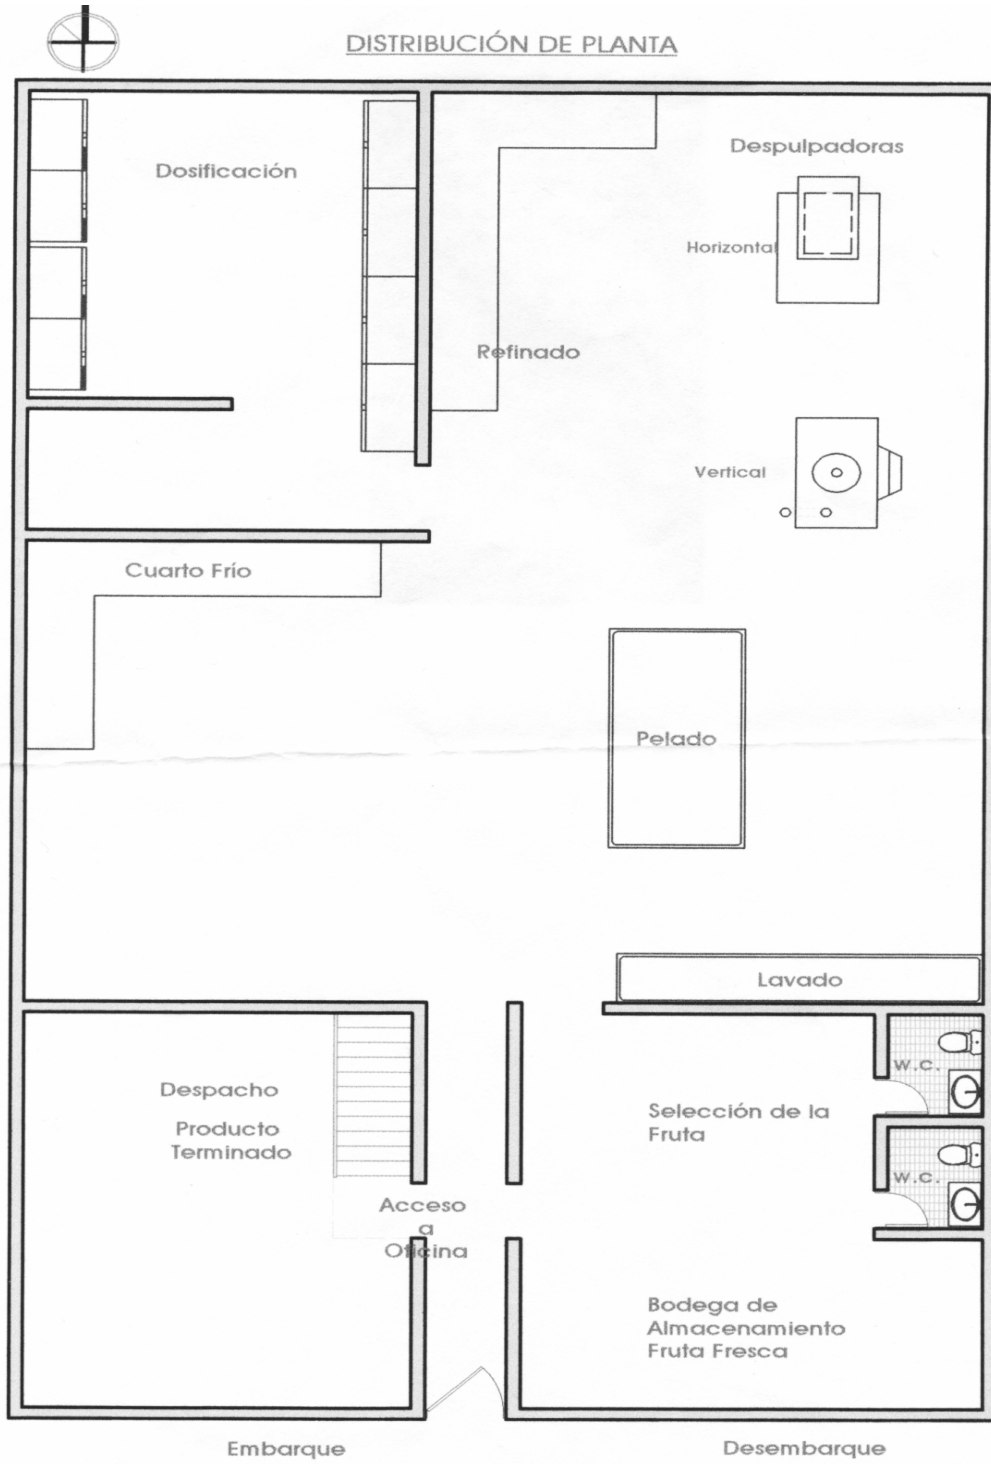 DISTRIBUCIÓN DE PLANTA
Dosificación
Despulpadoras
Horizontal
Refinado
Vertical
Cuarto Frío
Pelado
Lavado
Despacho
Producto
Terminado
Selección de la
Fruta
W.C.
W.C.
Acceso
a
Oficina
Bodega de
Almacenamiento
Fruta Fresca
Embarque
Desembarque